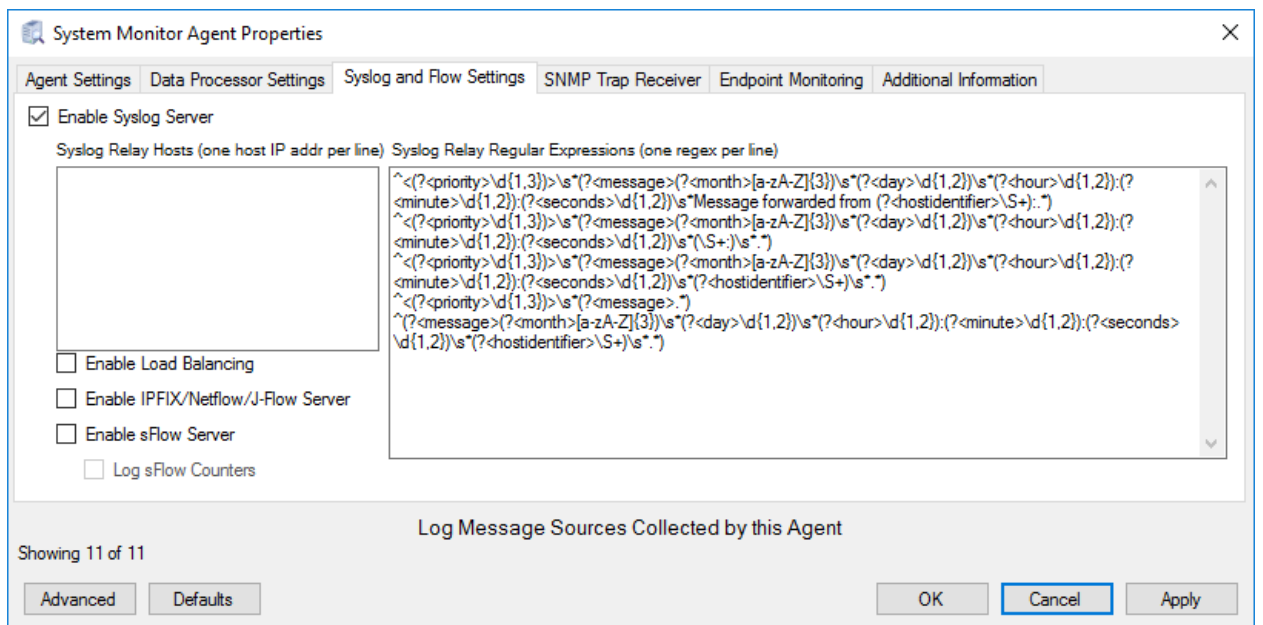 System Monitor Agent Properties
Agent Settings Data Processor Settings Syslog and Flow Settings SNMP Trap Receiver Endpoint Monitoring Additional Information
Enable Syslog Server
Syslog Relay Hosts (one host IP addr per line) Syslog Relay Regular Expressions (one regex per line)
^<(?<priority>\d{1,3})>\s*(?<message>(?<month>[a-zA-Z]{3})\s*(?<day>\d{1,2})\s*(?<hour>\d{1,2}):(?
<minute>\d{1,2}):(?<seconds>\d{1,2})\s*Message forwarded from (?<hostidentifier>\S+):.*)
^<(?<priority>\d{1,3})>\s*(?<message>(?<month>[a-zA-Z]{3})\s*(?<day>\d{1,2})\s*(?<hour>\d{1,2}):(?
<minute>\d{1,2}):(?<seconds>\d{1,2})\s*(\S+:)\s*.*)
^<(?<priority>\d{1,3})>\s*(?<message>(?<month>[a-zA-Z]{3})\s*(?<day>\d{1,2})\s*(?<hour>\d{1,2}):(?
<minute>\d{1,2}):(?<seconds>\d{1,2})\s*(?<hostidentifier>\S+)\s*.*)
^<(?<priority>\d{1,3})>\s*(?<message>.*)
^(?<message>(?<month>[a-zA-Z]{3})\s*(?<day>\d{1,2})\s*(?<hour>\d{1,2}):(?<minute>\d{1,2}):(?<seconds>
\d{1,2})\s*(?<hostidentifier>\S+)\s*.*)
Enable Load Balancing
Enable IPFIX/Netflow/J-Flow Server
Enable sFlow Server
Log sFlow Counters
Log Message Sources Collected by this Agent
Showing 11 of 11
Advanced Defaults OK Cancel Apply